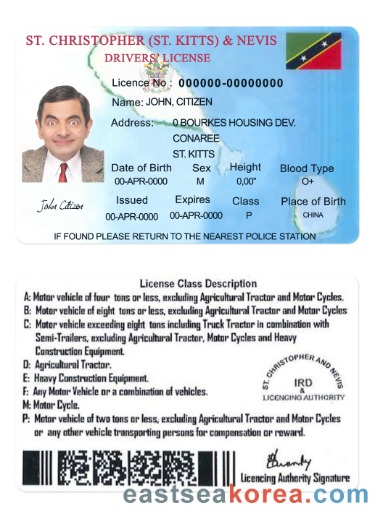 ST. CHRISTOPHER (ST. KITTS) & NEVIS
DRIVERS' LICENSE
Licence No : 000000-00000000
Name: JOHN, CITIZEN
Address: 0 BOURKES HOUSING DEV.
CONAREE
ST. KITTS
Date of Birth Sex Height Blood Type
00-APR-0000 M 0,00" O+
Issued Expires Class Place of Birth
00-APR-0000 00-APR-0000 P CHINA
John Citizen
IF FOUND PLEASE RETURN TO THE NEAREST POLICE STATION
License Class Description
A: Motor vehicle of four tons or less, excluding Agricultural Tractor and Motor Cycles.
B: Motor vehicle of eight tons or less, excluding Agricultural Tractor and Motor Cycles
C: Motor vehicle exceeding eight tons including Truck Tractor in combination with
Semi-Trailers, excluding Agricultural Tractor, Motor Cycles and Heavy
Construction Equipment.
D: Agricultural Tractor.
E: Heavy Construction Equipment.
F: Any Motor Vehicle or a combination of vehicles.
M: Motor Cycle.
P: Motor vehicle of two tons or less, excluding Agricultural Tractor and Motor Cycles
or any other vehicle transporting persons for compensation or reward.
ST. CHRISTOPHER AND NEVIS
IRD
&
LICENCING AUTHORITY
Licencing Authority Signature
eastseakorea.com